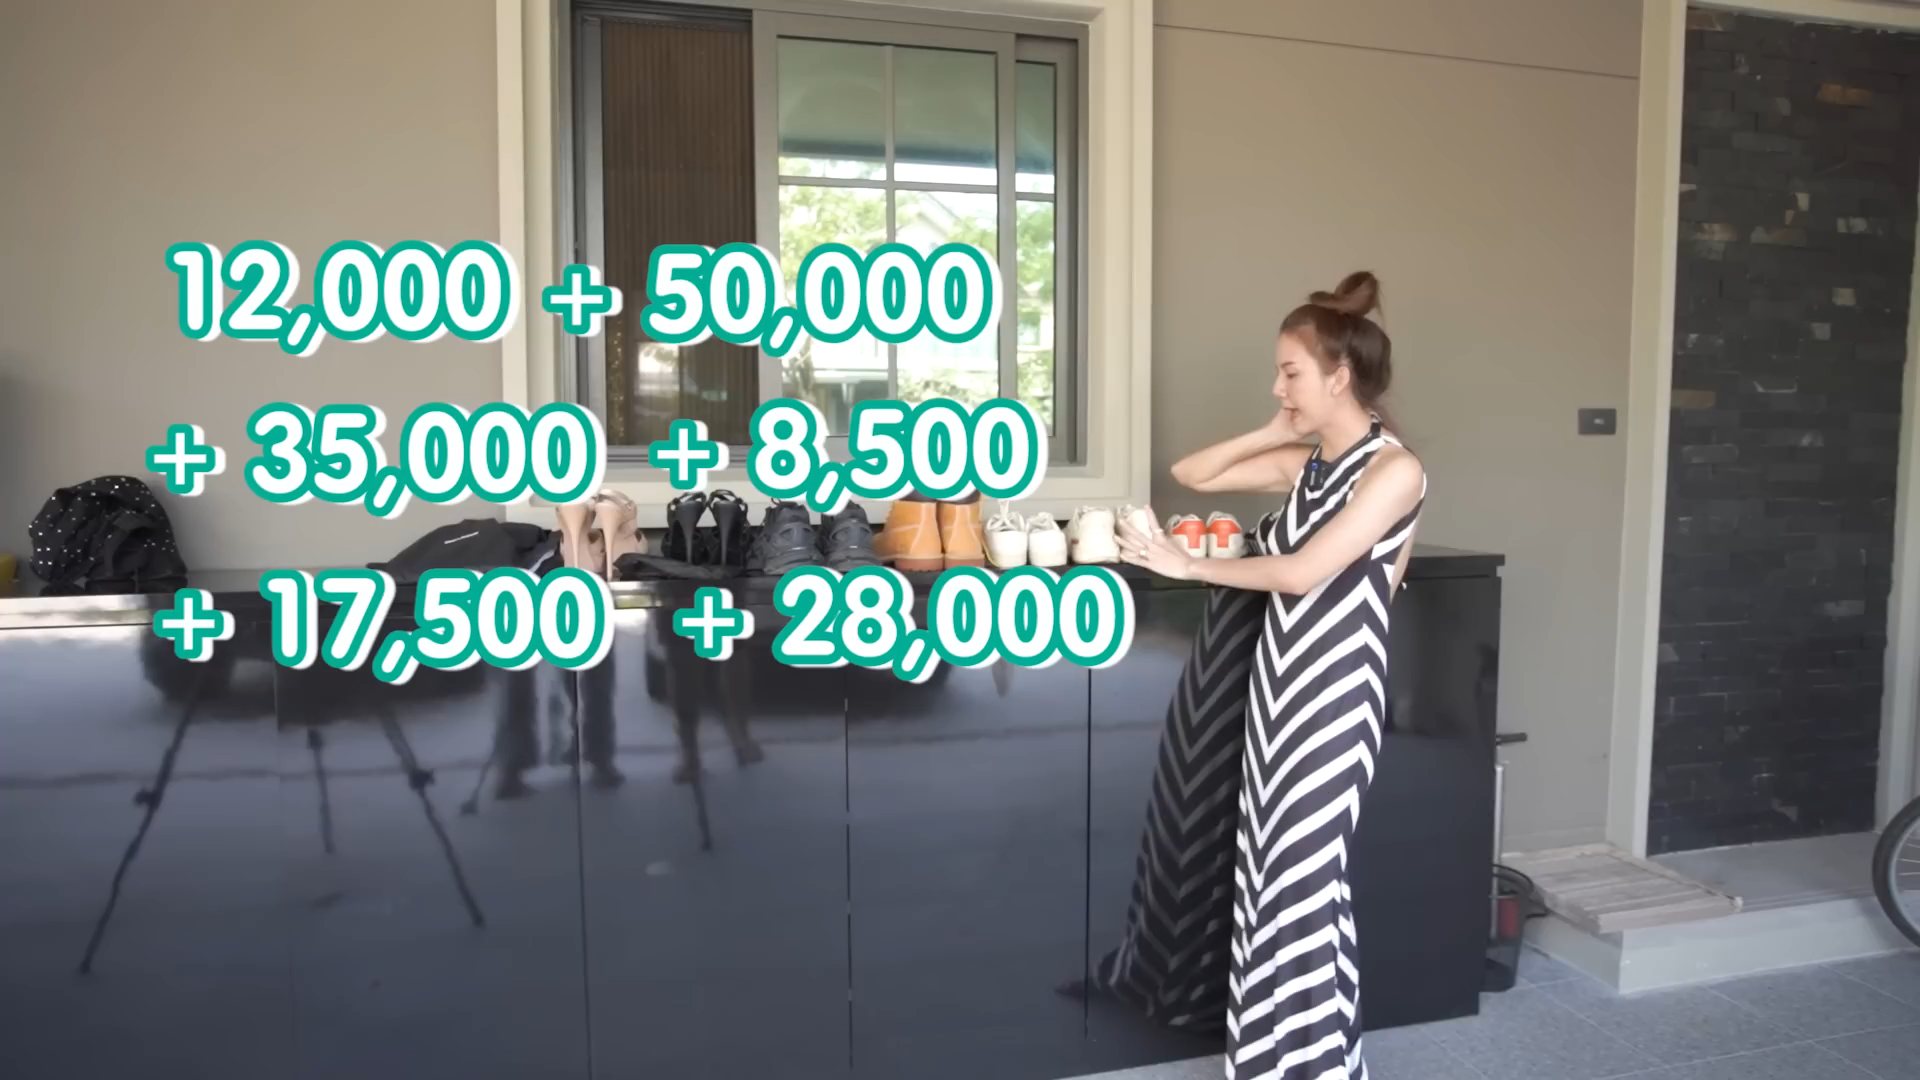 12,000 + 50,000
+ 35,000 + 8,500
+ 17,500 + 28,000